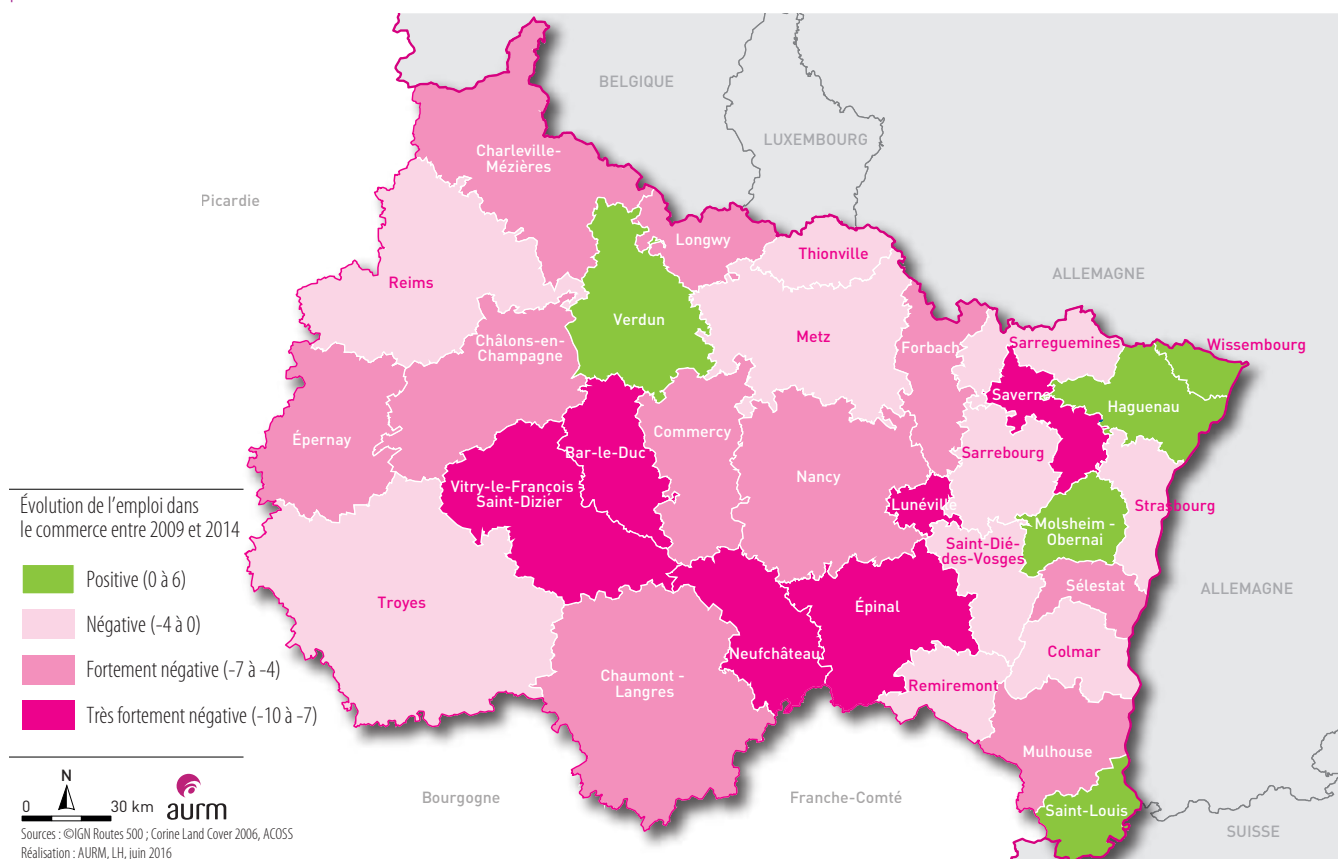 BELGIQUE
LUXEMBOURG
Charleville-
Mézières
Picardie
Longwy
Thionville
ALLEMAGNE
Reims
Verdun
Metz
Châlons-en-
Champagne
Forbach
Sarreguemines
Wissembourg
Saverne
Haguenau
Épernay
Commercy
Bar-le-Duc
Sarrebourg
Nancy
Vitry-le-François
Saint-Dizier
Lunéville
Strasbourg
Molsheim -
Obernai
Saint-Dié
des-Vosges
Sélestat
ALLEMAGNE
Troyes
Épinal
Neufchâteau
Colmar
Chaumont -
Langres
Remiremont
Mulhouse
Saint-Louis
Bourgogne
Franche-Comté
SUISSE
Évolution de l'emploi dans
le commerce entre 2009 et 2014
Positive (0 à 6)
Négative (-4 à 0)
Fortement négative (-7 à -4)
Très fortement négative (-10 à -7)
N
0 30 km
aurm
Sources : ©IGN Routes 500 ; Corine Land Cover 2006, ACOSS
Réalisation : AURM, LH, juin 2016